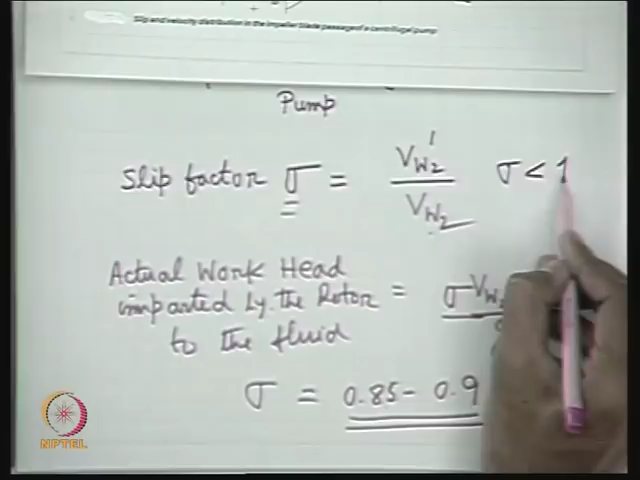 Slip and velocity distribution in the impeller blade passage of a centrifugal pump
Pump
Slip factor σ = V'w2 / Vw2 σ < 1
Actual Work Head
imparted by the Rotor = σVw
to the fluid
σ = 0.85 - 0.9
NPTEL